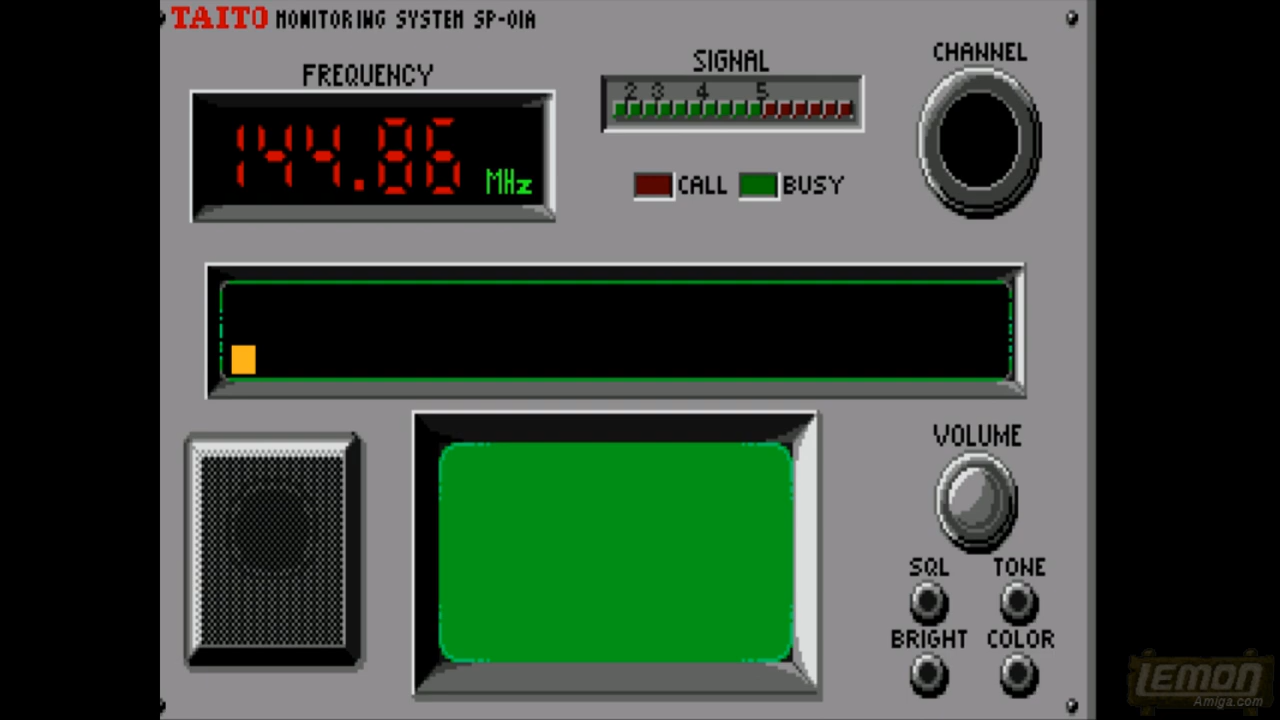 TAITO MONITORING SYSTEM SP-01A
CHANNEL
SIGNAL
FREQUENCY
2 3 4 5
144.86 MHz
CALL BUSY
VOLUME
SQL TONE
BRIGHT COLOR
Lemon
Amiga.com